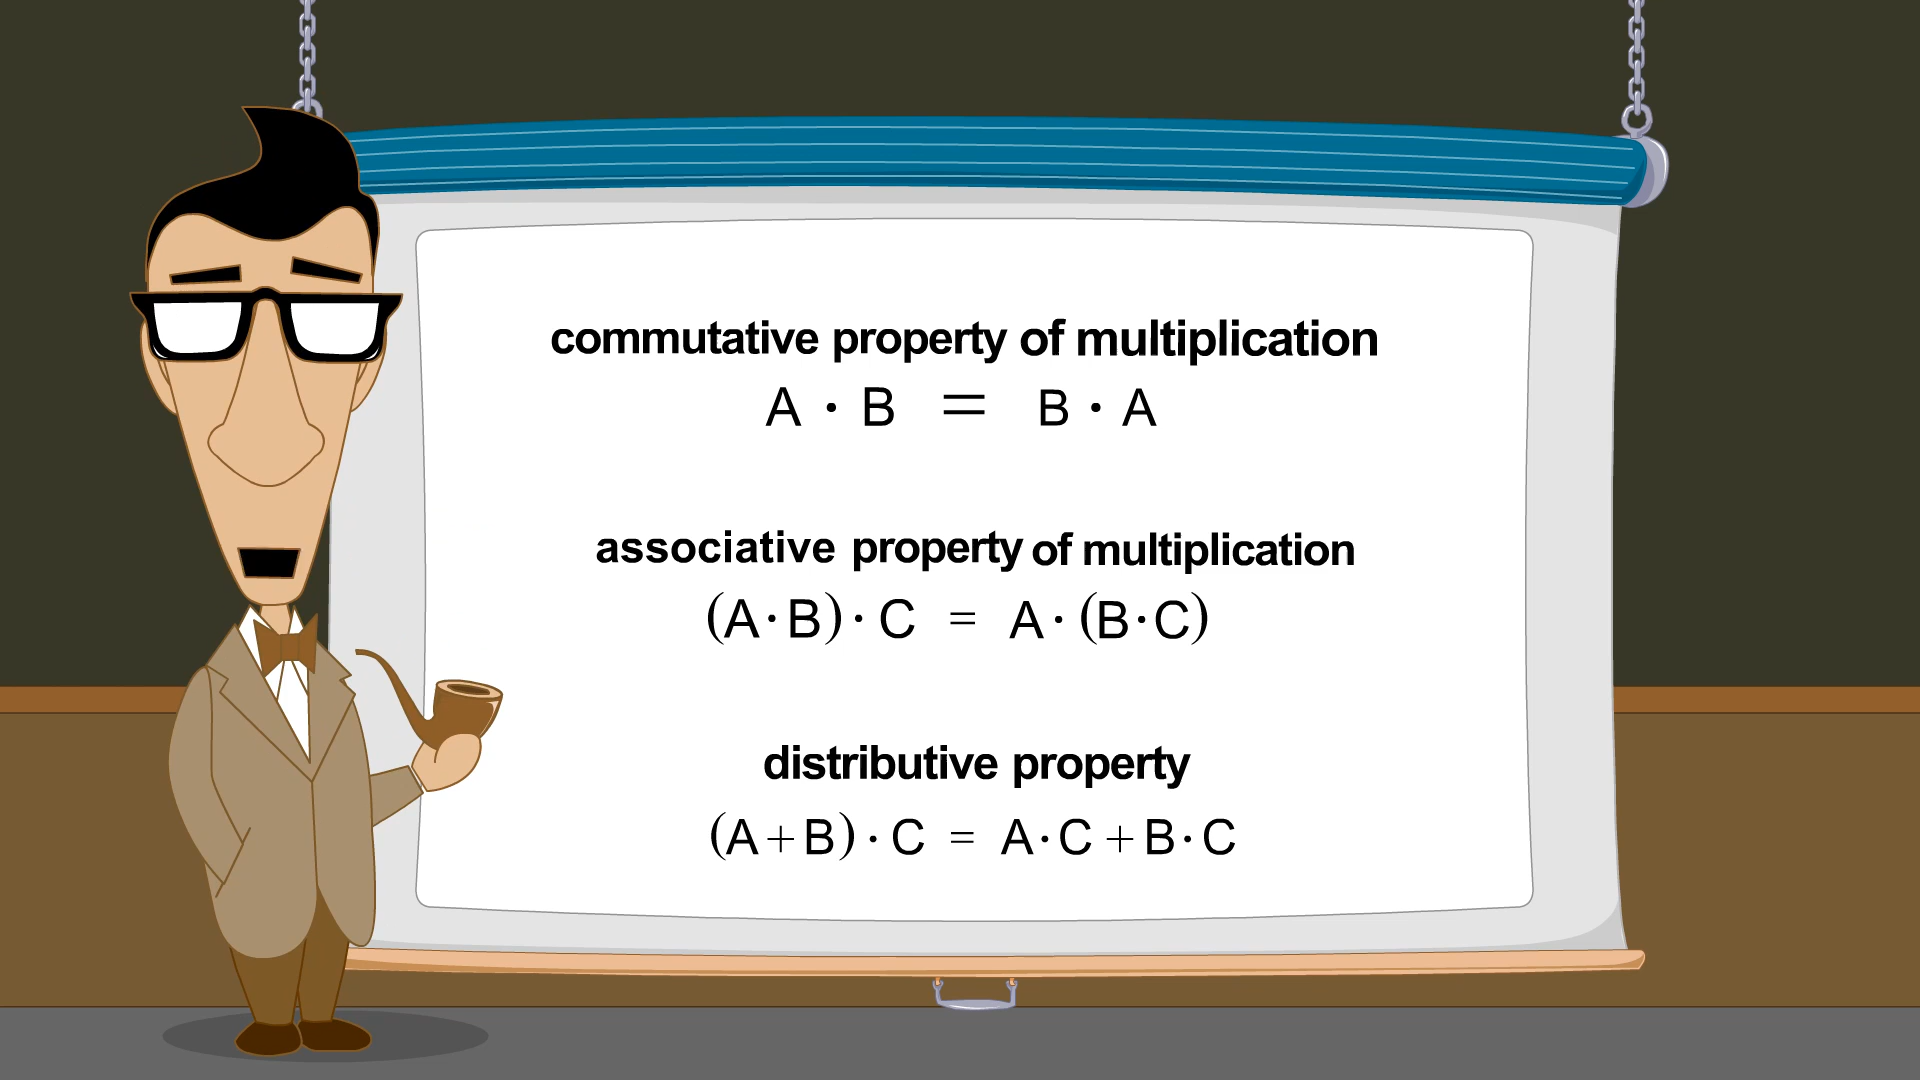 commutative property of multiplication
A · B = B · A
associative property of multiplication
(A · B) · C = A · (B · C)
distributive property
(A + B) · C = A · C + B · C